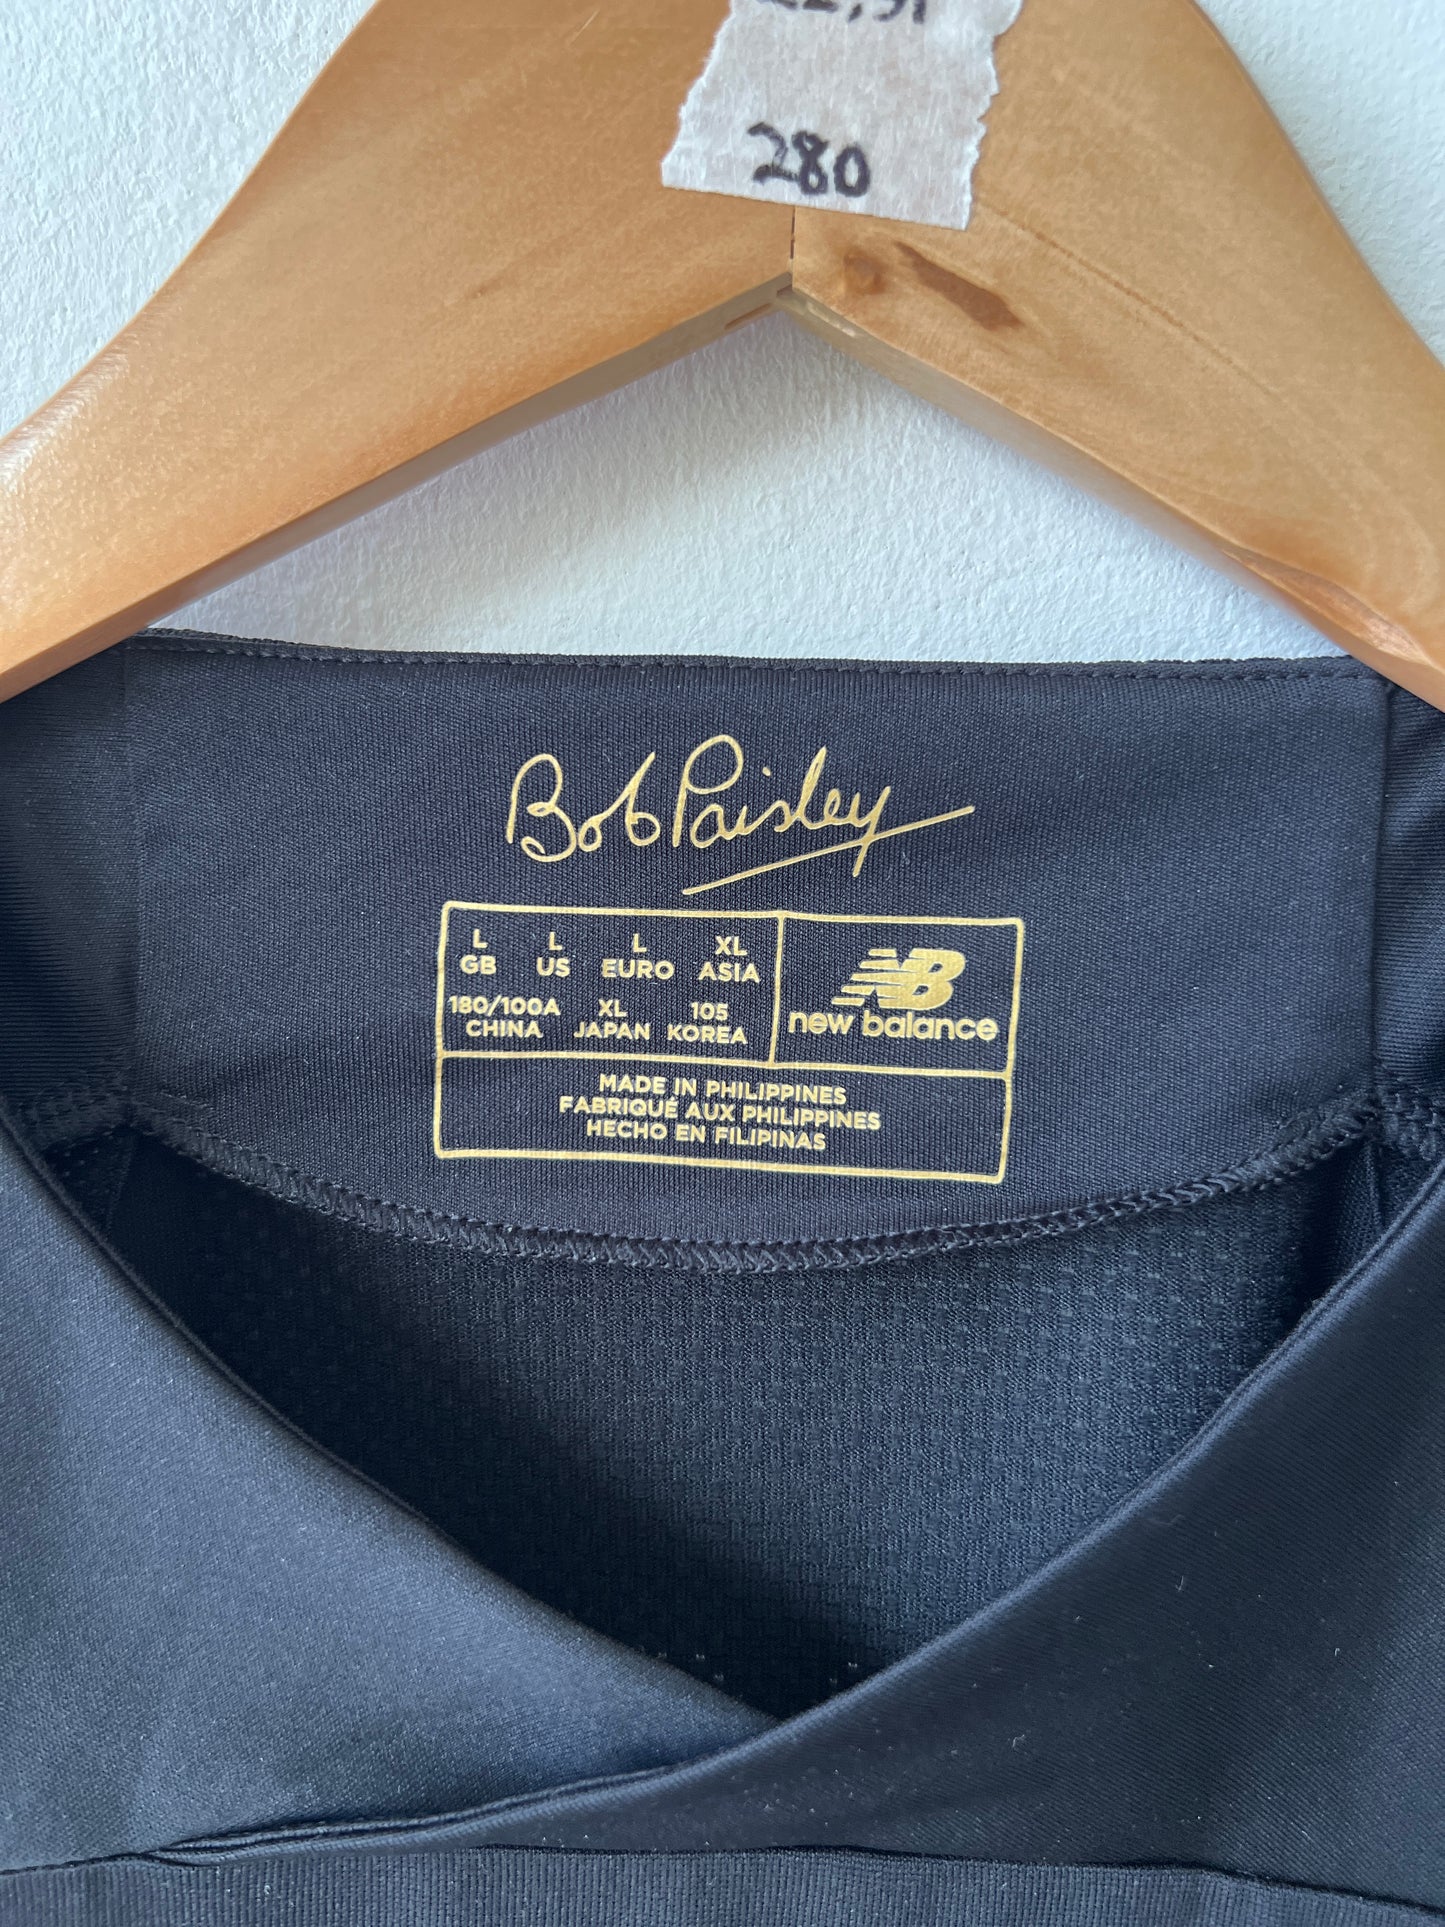 280
Bob Paisley
L L L XL
GB US EURO ASIA
180/100A XL 105
CHINA JAPAN KOREA
NB
new balance
MADE IN PHILIPPINES
FABRIQUÉ AUX PHILIPPINES
HECHO EN FILIPINAS